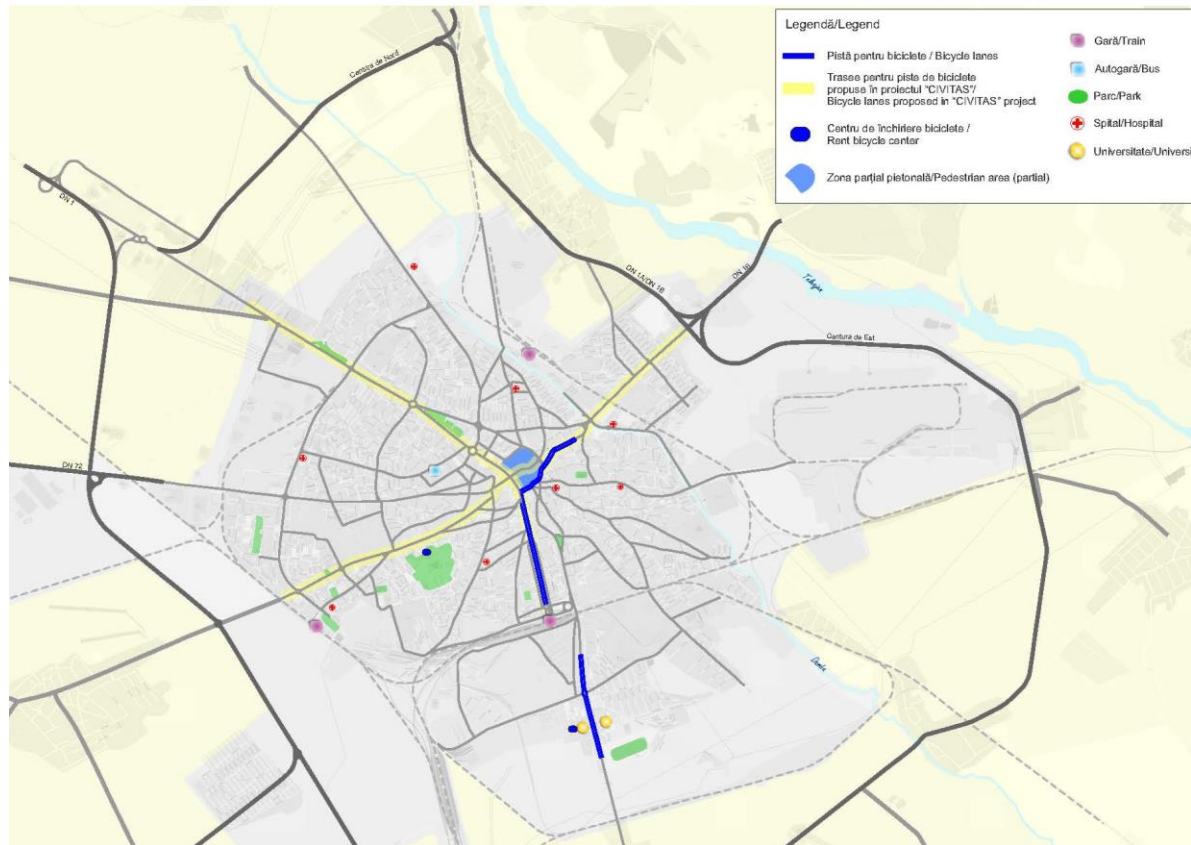 Legendă/Legend
Pistă pentru biciclete / Bicycle lanes
Trasee pentru piste de biciclete
propuse în proiectul "CIVITAS"/
Bicycle lanes proposed in "CIVITAS" project
Centru de închiriere biciclete /
Rent bicycle center
Zona parțial pietonală/Pedestrian area (partial)
Gară/Train
Autogară/Bus
Parc/Park
Spital/Hospital
Universitate/Universi
Centura de Nord
DN 1
DN 1A/DN 1B
DN 1B
Teleajen
Centura de Est
DN 72
Dambu